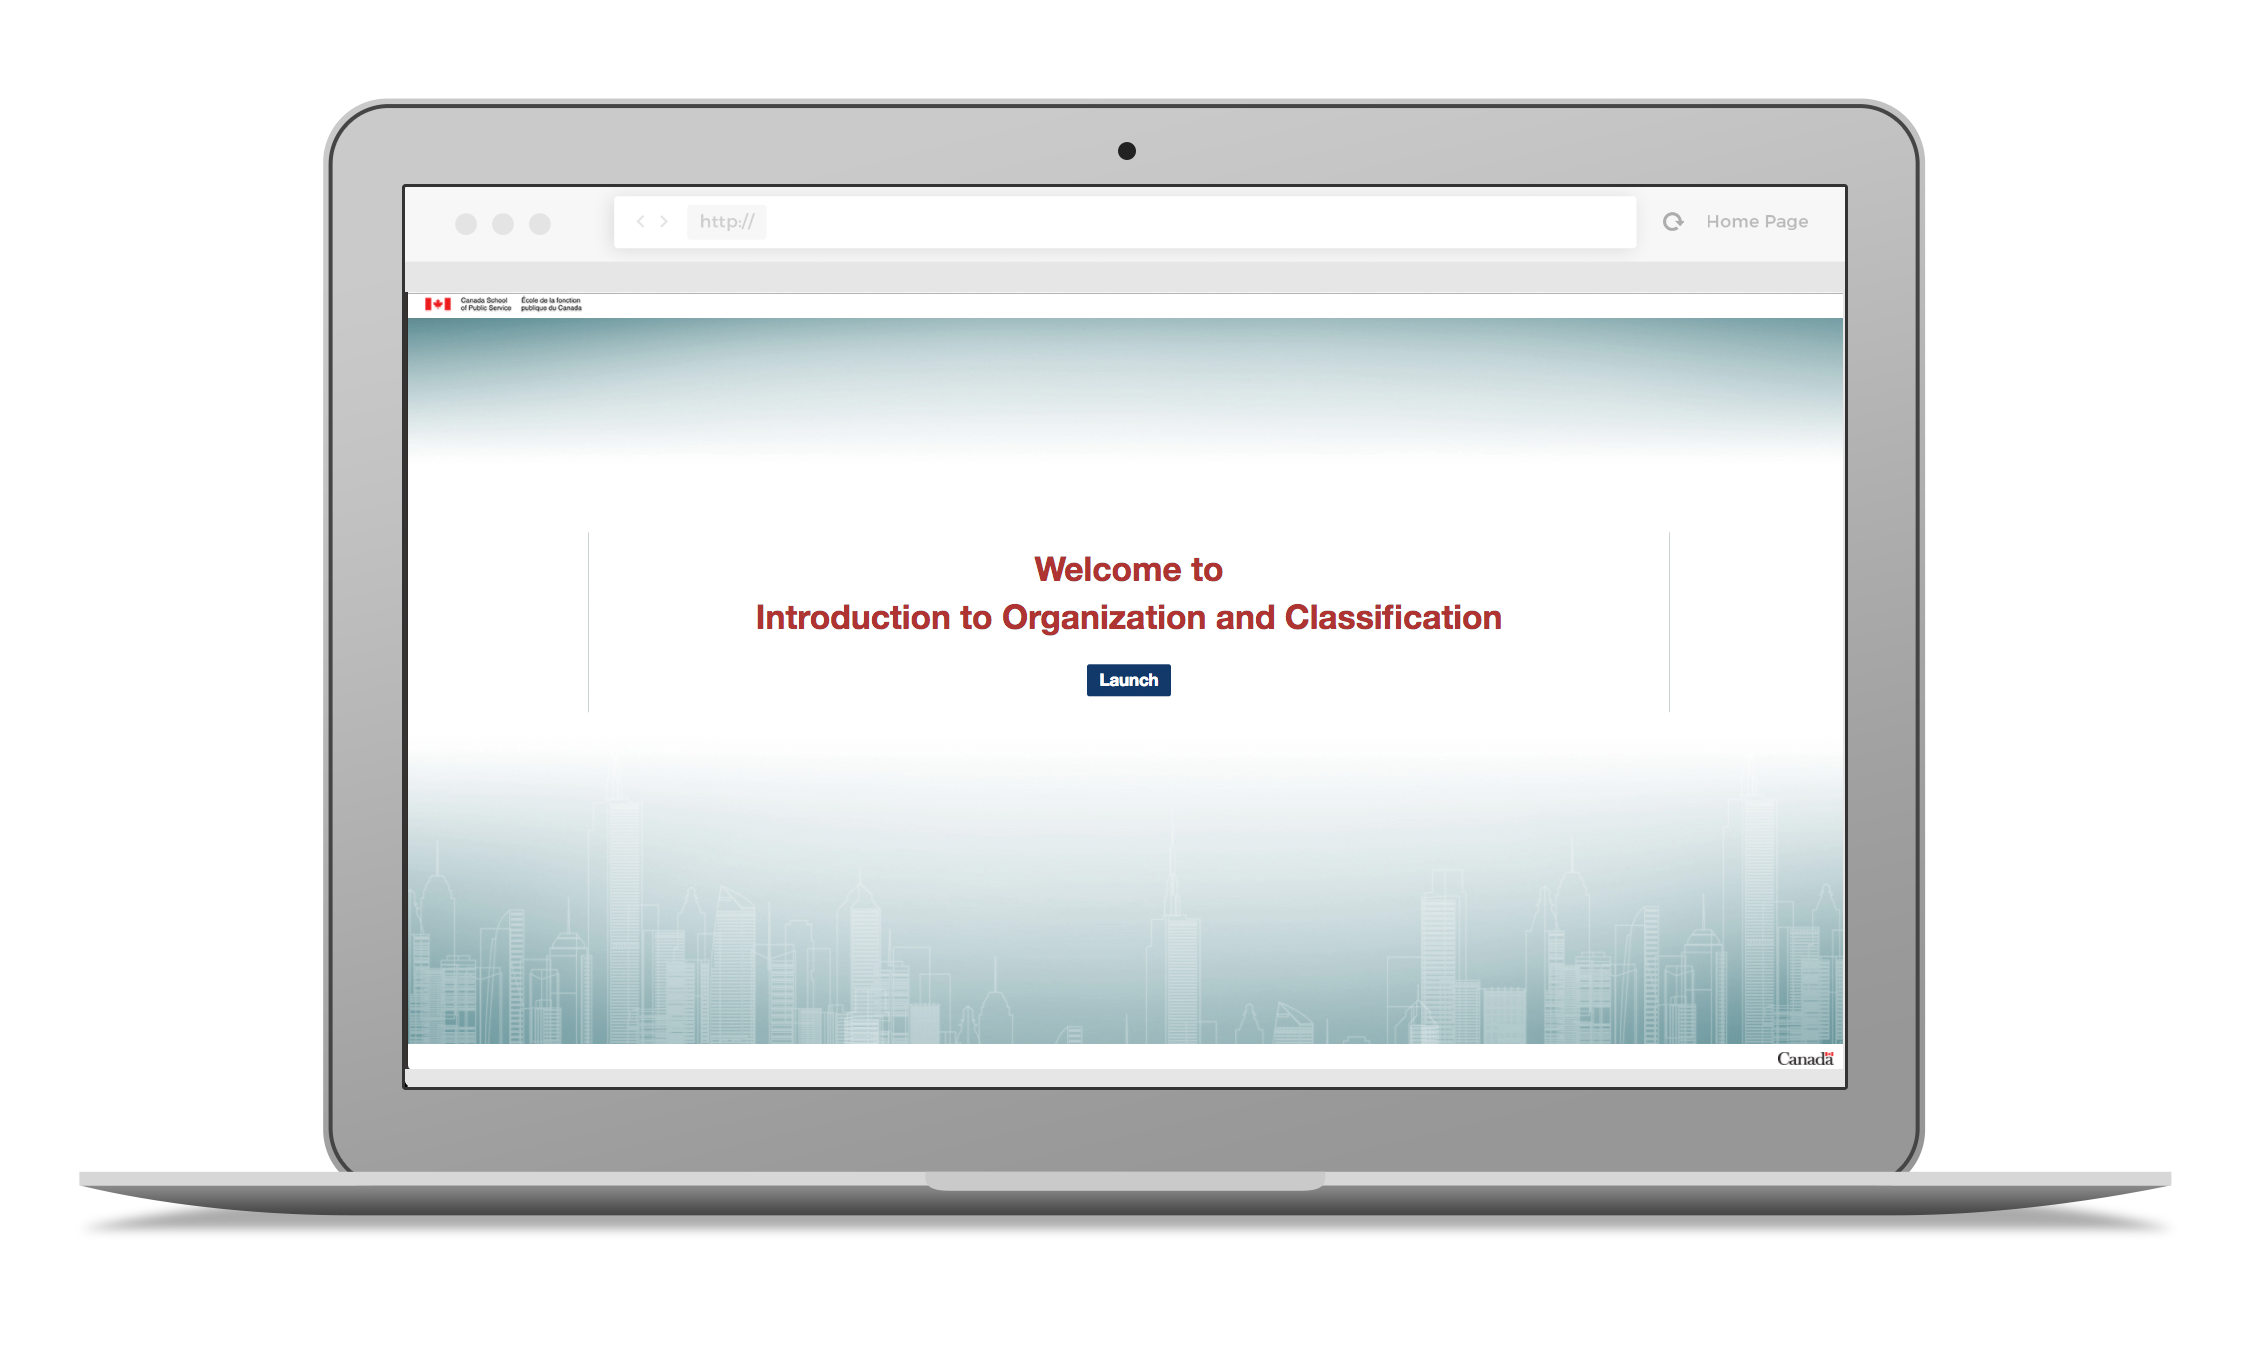 http://
Home Page
Canada School École de la fonction
of Public Service publique du Canada
Welcome to
Introduction to Organization and Classification
Launch
Canada